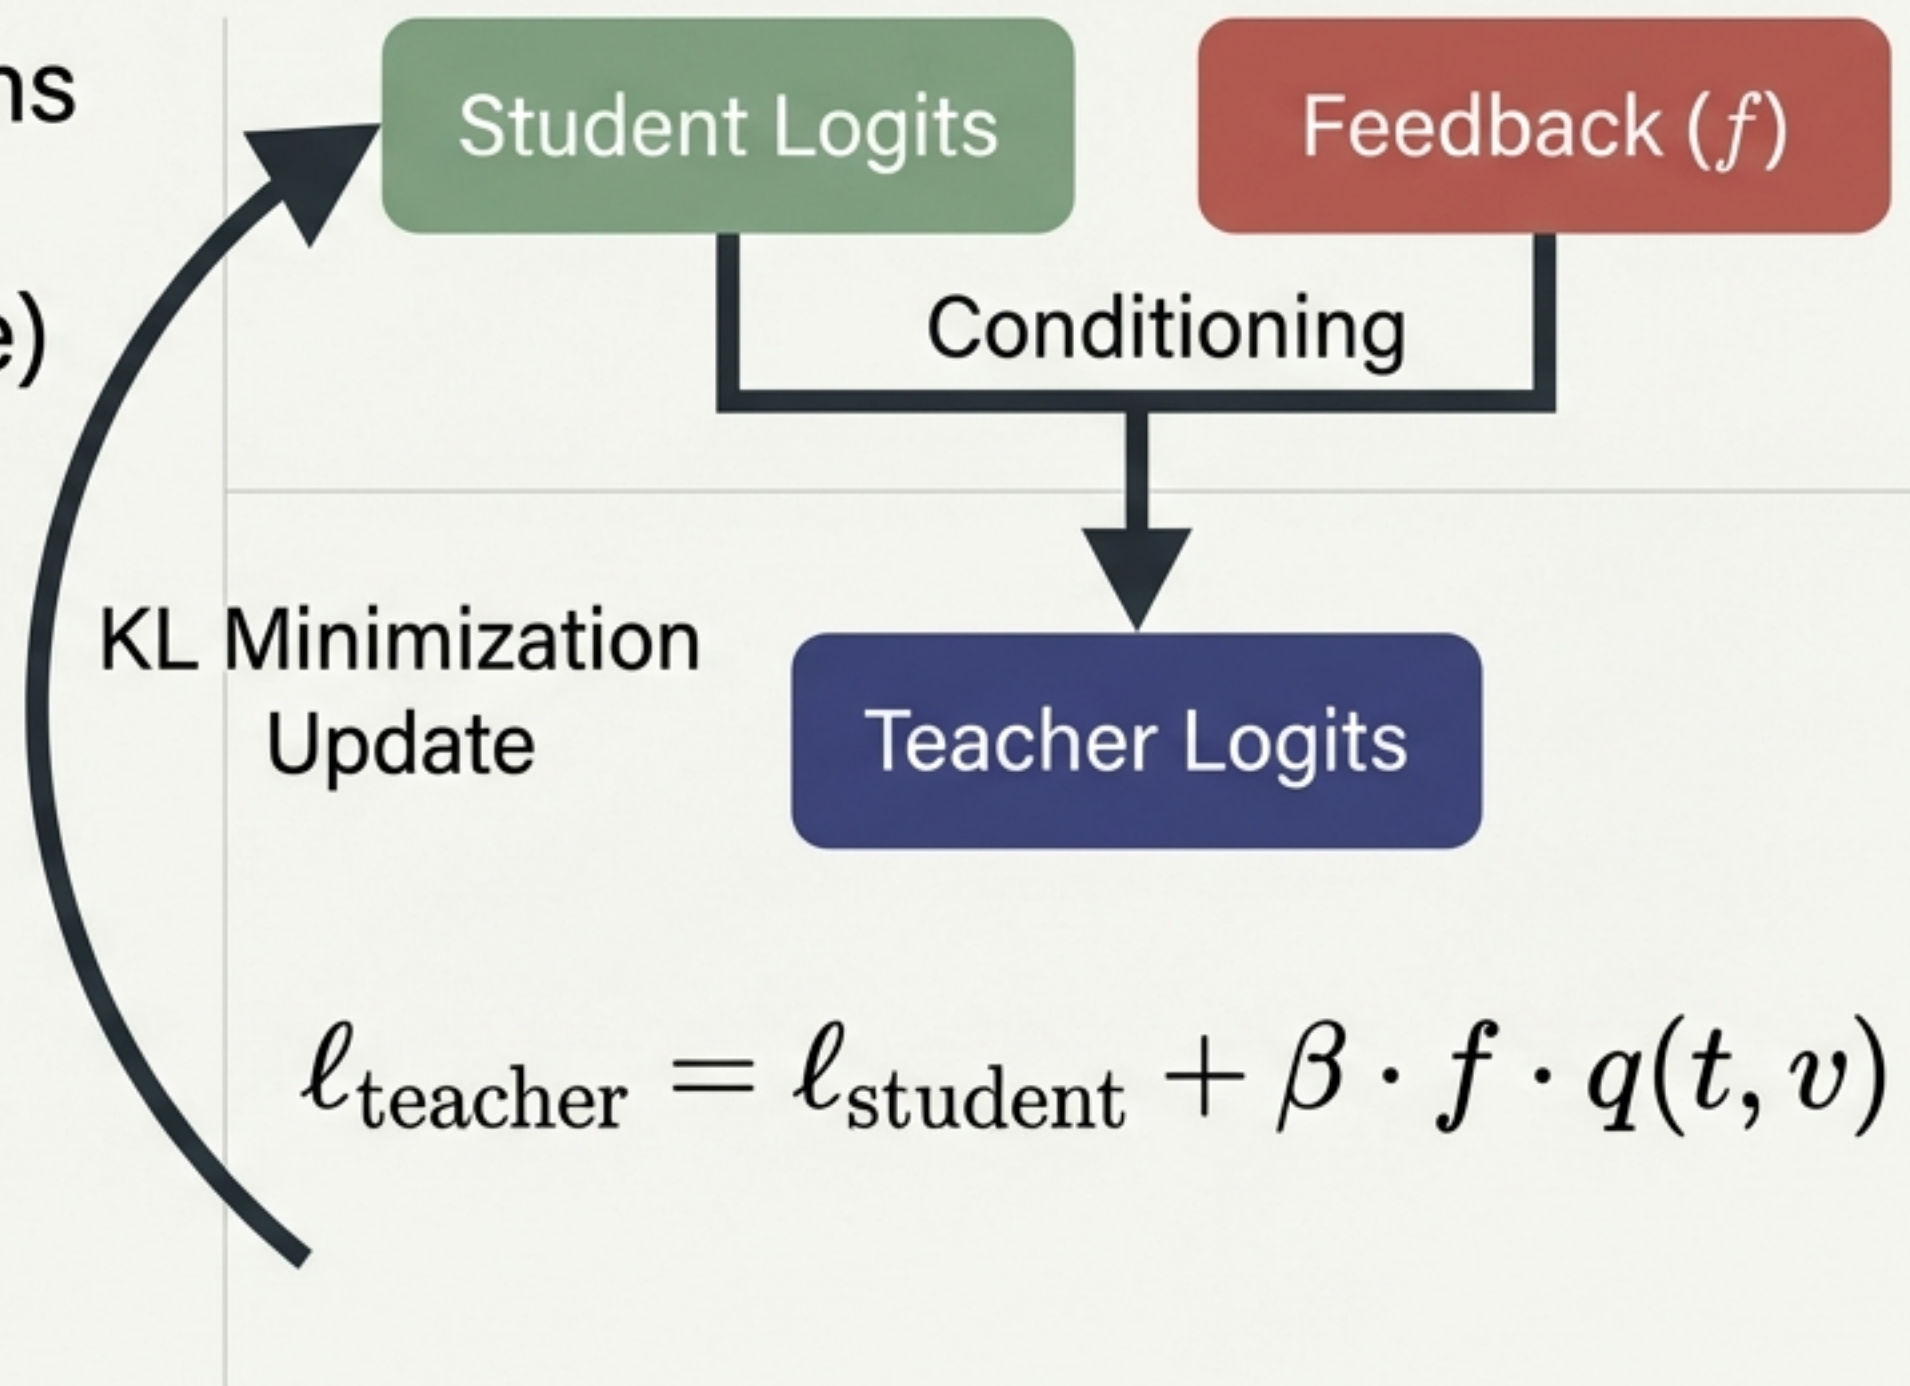 Student Logits
Feedback (f)
Conditioning
KL Minimization
Update
Teacher Logits
ℓ_teacher = ℓ_student + β · f · q(t, v)